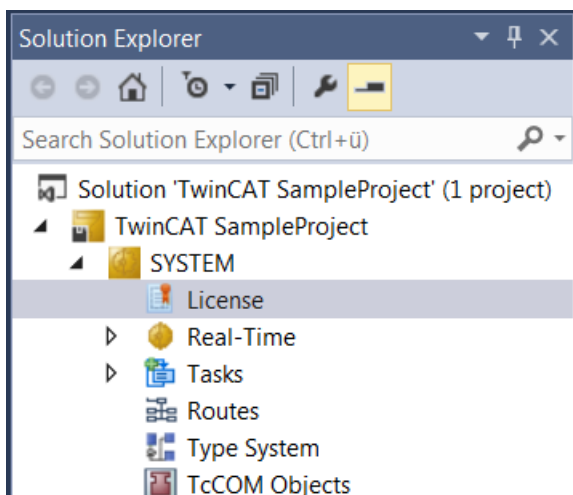 Solution Explorer
Search Solution Explorer (Ctrl+ü)
Solution 'TwinCAT SampleProject' (1 project)
TwinCAT SampleProject
SYSTEM
License
Real-Time
Tasks
Routes
Type System
TcCOM Objects